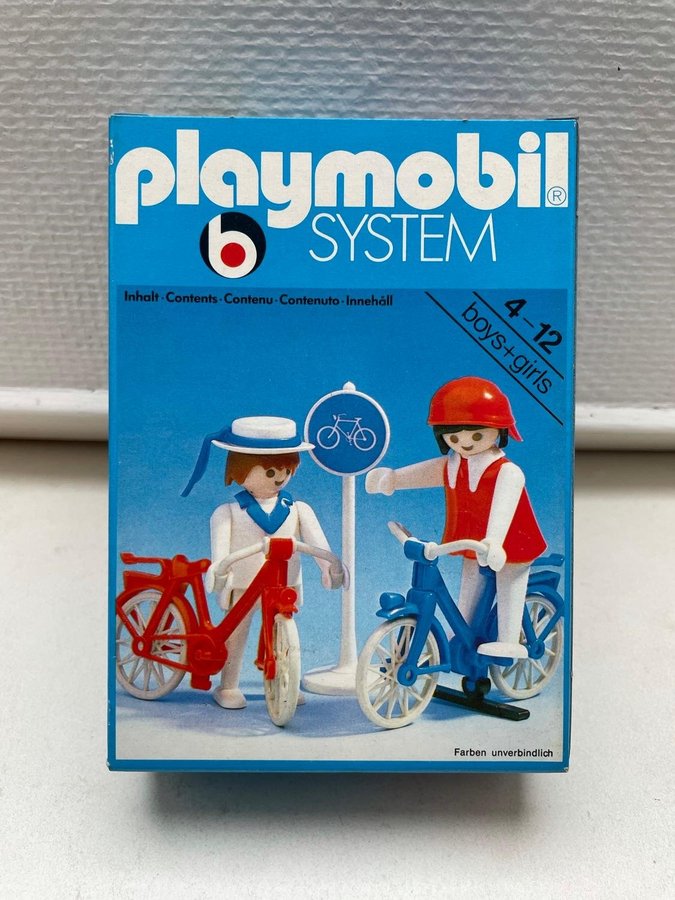 playmobil®
b SYSTEM
Inhalt · Contents · Contenu · Contenuto · Innehåll
4–12
boys+girls
Farben unverbindlich